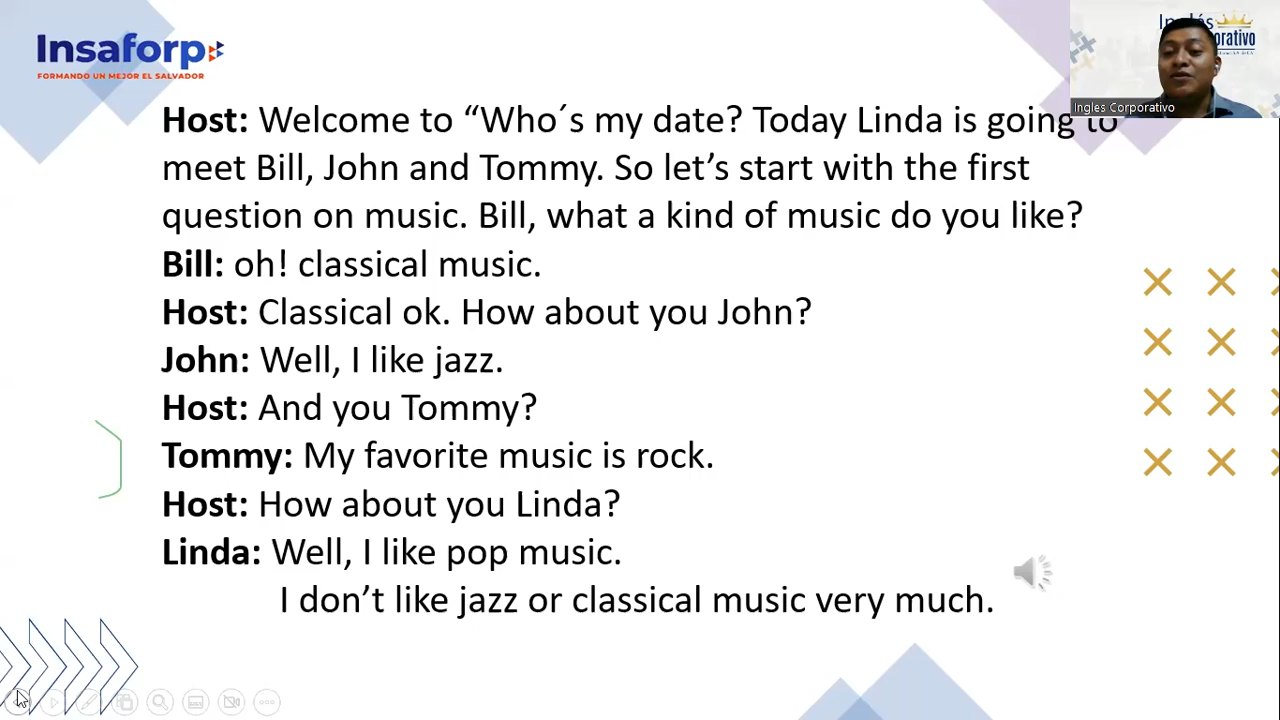 Insaforp
FORMANDO UN MEJOR EL SALVADOR
Inglés
Ingles Corporativo
Host: Welcome to “Who´s my date? Today Linda is going to
meet Bill, John and Tommy. So let’s start with the first
question on music. Bill, what a kind of music do you like?
Bill: oh! classical music.
Host: Classical ok. How about you John?
John: Well, I like jazz.
Host: And you Tommy?
Tommy: My favorite music is rock.
Host: How about you Linda?
Linda: Well, I like pop music.
I don’t like jazz or classical music very much.